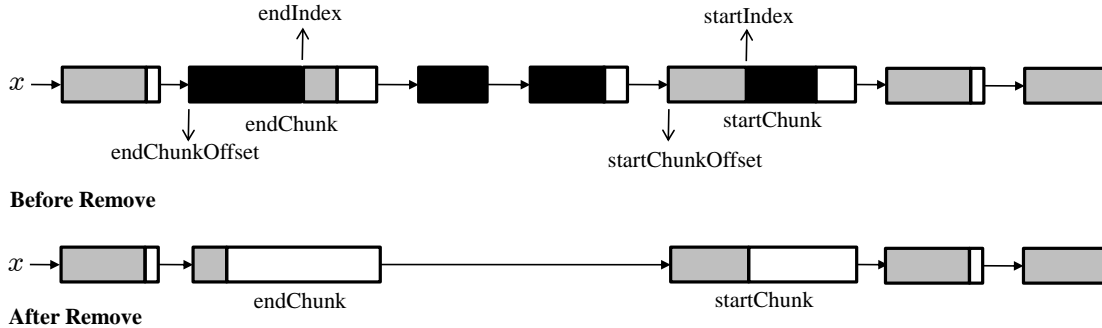 endIndex
startIndex
x
endChunk
startChunk
endChunkOffset
startChunkOffset
Before Remove
x
endChunk
startChunk
After Remove